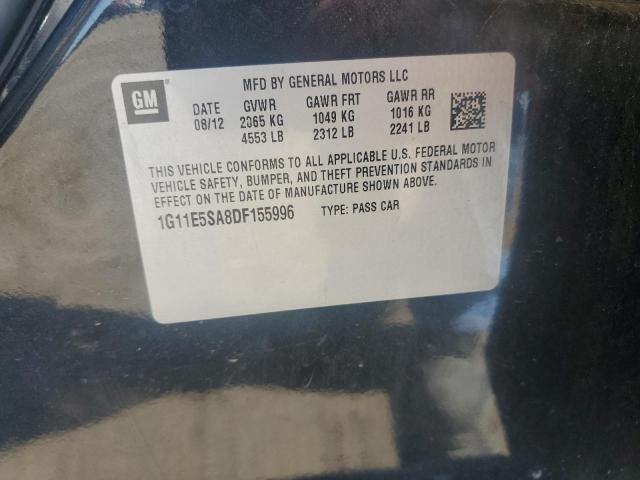 GM
MFD BY GENERAL MOTORS LLC
DATE GVWR GAWR FRT GAWR RR
08/12 2065 KG 1049 KG 1016 KG
4553 LB 2312 LB 2241 LB
THIS VEHICLE CONFORMS TO ALL APPLICABLE U.S. FEDERAL MOTOR
VEHICLE SAFETY, BUMPER, AND THEFT PREVENTION STANDARDS IN
EFFECT ON THE DATE OF MANUFACTURE SHOWN ABOVE.
1G11E5SA8DF155996 TYPE: PASS CAR